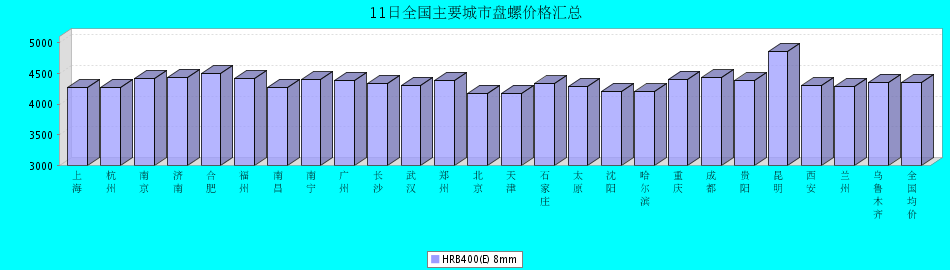 11日全国主要城市盘螺价格汇总
5000
4500
4000
3500
3000
上海
杭州
南京
济南
合肥
福州
南昌
南宁
广州
长沙
武汉
郑州
北京
天津
石家庄
太原
沈阳
哈尔滨
重庆
成都
贵阳
昆明
西安
兰州
乌鲁木齐
全国均价
HRB400(E) 8mm